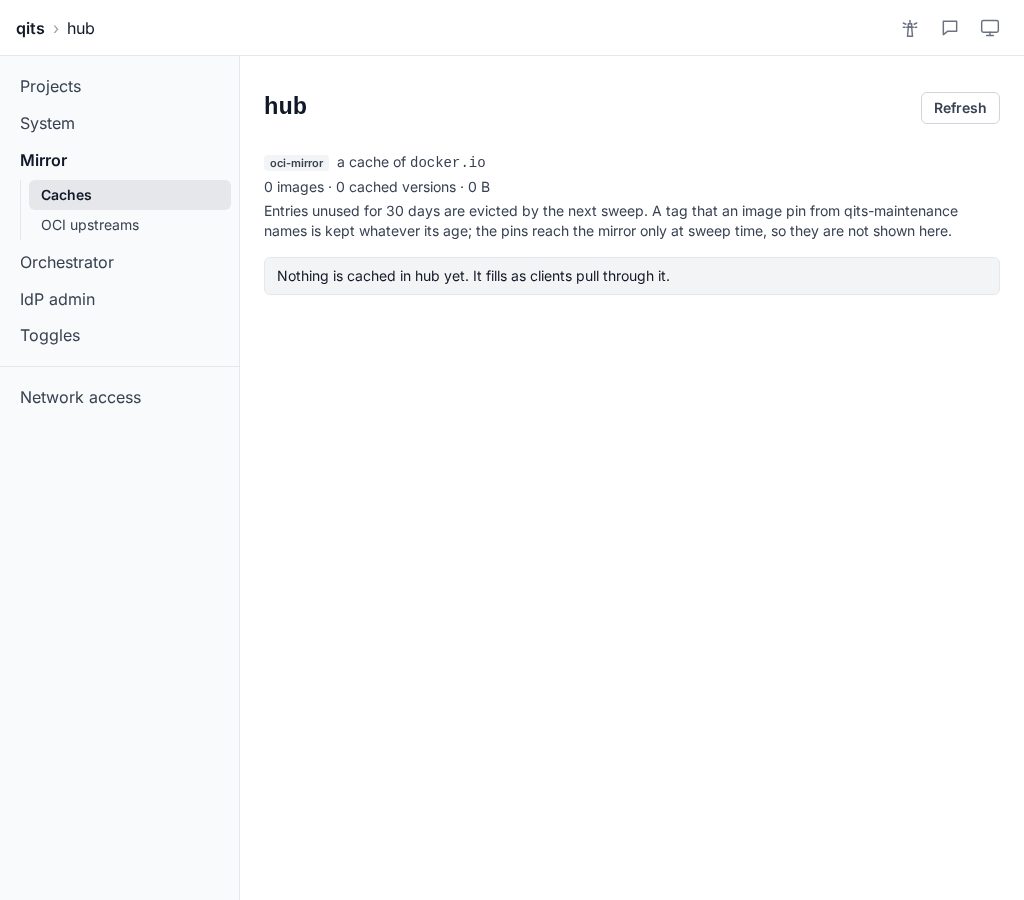 qits › hub
Projects
System
Mirror
Caches
OCI upstreams
Orchestrator
IdP admin
Toggles
Network access
hub
Refresh
oci-mirror a cache of docker.io
0 images · 0 cached versions · 0 B
Entries unused for 30 days are evicted by the next sweep. A tag that an image pin from qits-maintenance
names is kept whatever its age; the pins reach the mirror only at sweep time, so they are not shown here.
Nothing is cached in hub yet. It fills as clients pull through it.